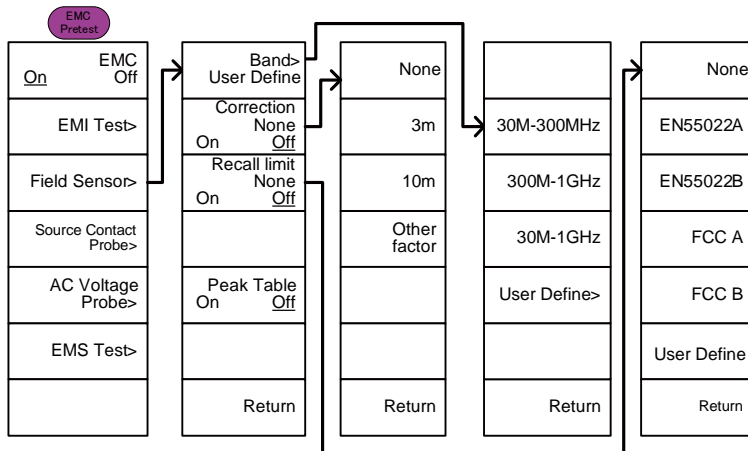 EMC
Pretest
EMC
On Off
EMI Test>
Field Sensor>
Source Contact
Probe>
AC Voltage
Probe>
EMS Test>
Band>
User Define
Correction
None
On Off
Recall limit
None
On Off
Peak Table
On Off
Return
None
3m
10m
Other
factor
Return
30M-300MHz
300M-1GHz
30M-1GHz
User Define>
Return
None
EN55022A
EN55022B
FCC A
FCC B
User Define
Return